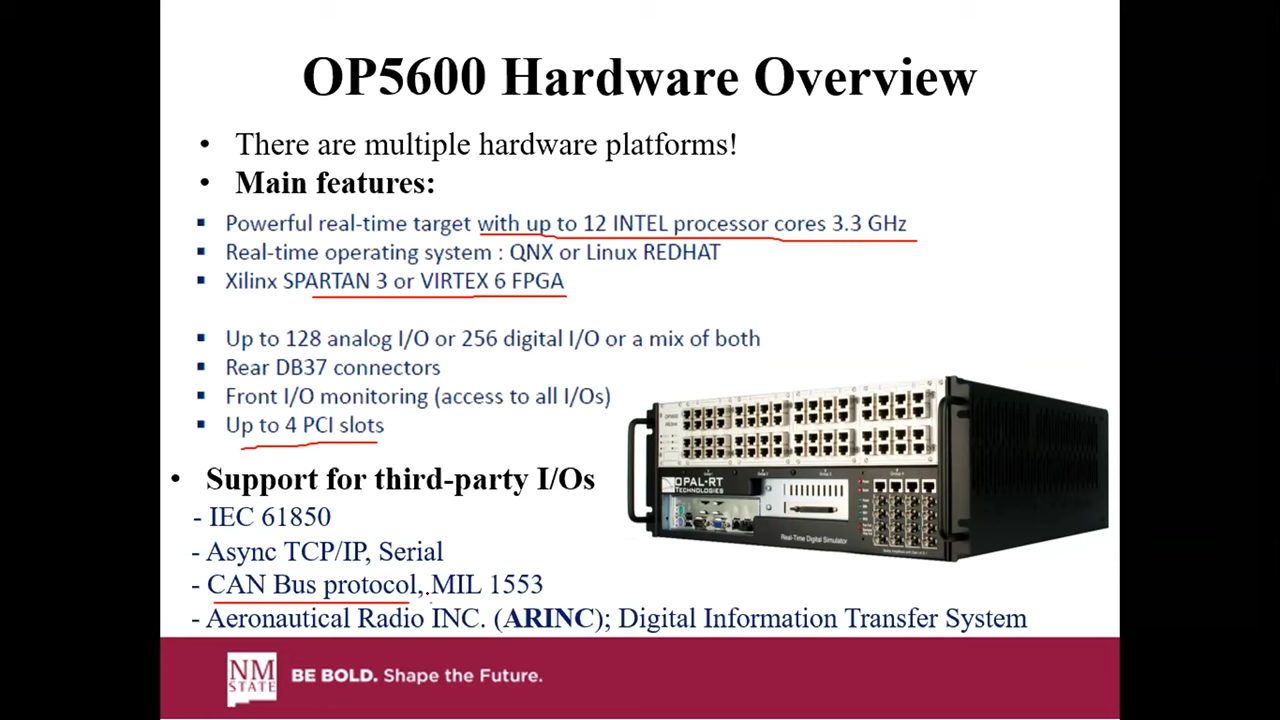 OP5600 Hardware Overview
• There are multiple hardware platforms!
• Main features:
▪ Powerful real-time target with up to 12 INTEL processor cores 3.3 GHz
▪ Real-time operating system : QNX or Linux REDHAT
▪ Xilinx SPARTAN 3 or VIRTEX 6 FPGA
▪ Up to 128 analog I/O or 256 digital I/O or a mix of both
▪ Rear DB37 connectors
▪ Front I/O monitoring (access to all I/Os)
▪ Up to 4 PCI slots
• Support for third-party I/Os
- IEC 61850
- Async TCP/IP, Serial
- CAN Bus protocol, MIL 1553
- Aeronautical Radio INC. (ARINC); Digital Information Transfer System
OPAL-RT
TECHNOLOGIES
Real-Time Digital Simulator
NM
STATE
BE BOLD. Shape the Future.